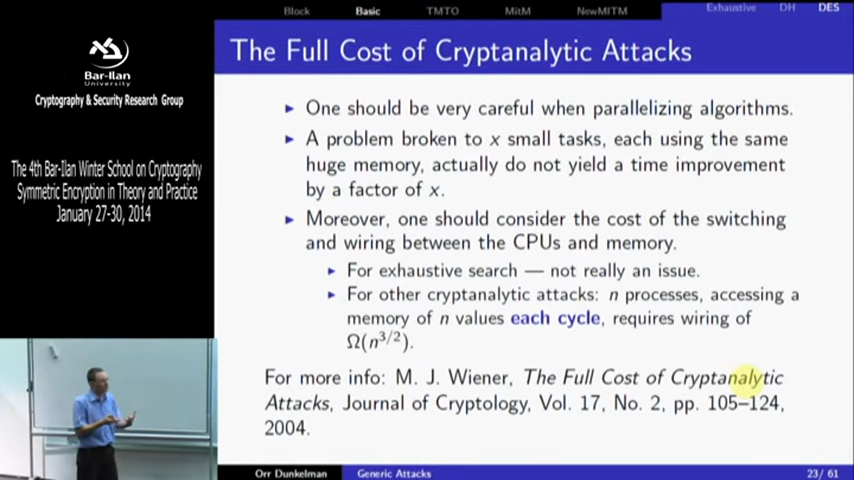 Block Basic TMTO MitM NewMITM Exhaustive DH DES
The Full Cost of Cryptanalytic Attacks
Bar-Ilan
University
Cryptography & Security Research Group
The 4th Bar-Ilan Winter School on Cryptography
Symmetric Encryption in Theory and Practice
January 27-30, 2014
▶ One should be very careful when parallelizing algorithms.
▶ A problem broken to x small tasks, each using the same
huge memory, actually do not yield a time improvement
by a factor of x.
▶ Moreover, one should consider the cost of the switching
and wiring between the CPUs and memory.
▶ For exhaustive search — not really an issue.
▶ For other cryptanalytic attacks: n processes, accessing a
memory of n values each cycle, requires wiring of
Ω(n^{3/2}).
For more info: M. J. Wiener, The Full Cost of Cryptanalytic
Attacks, Journal of Cryptology, Vol. 17, No. 2, pp. 105–124,
2004.
Orr Dunkelman Generic Attacks 23/ 61